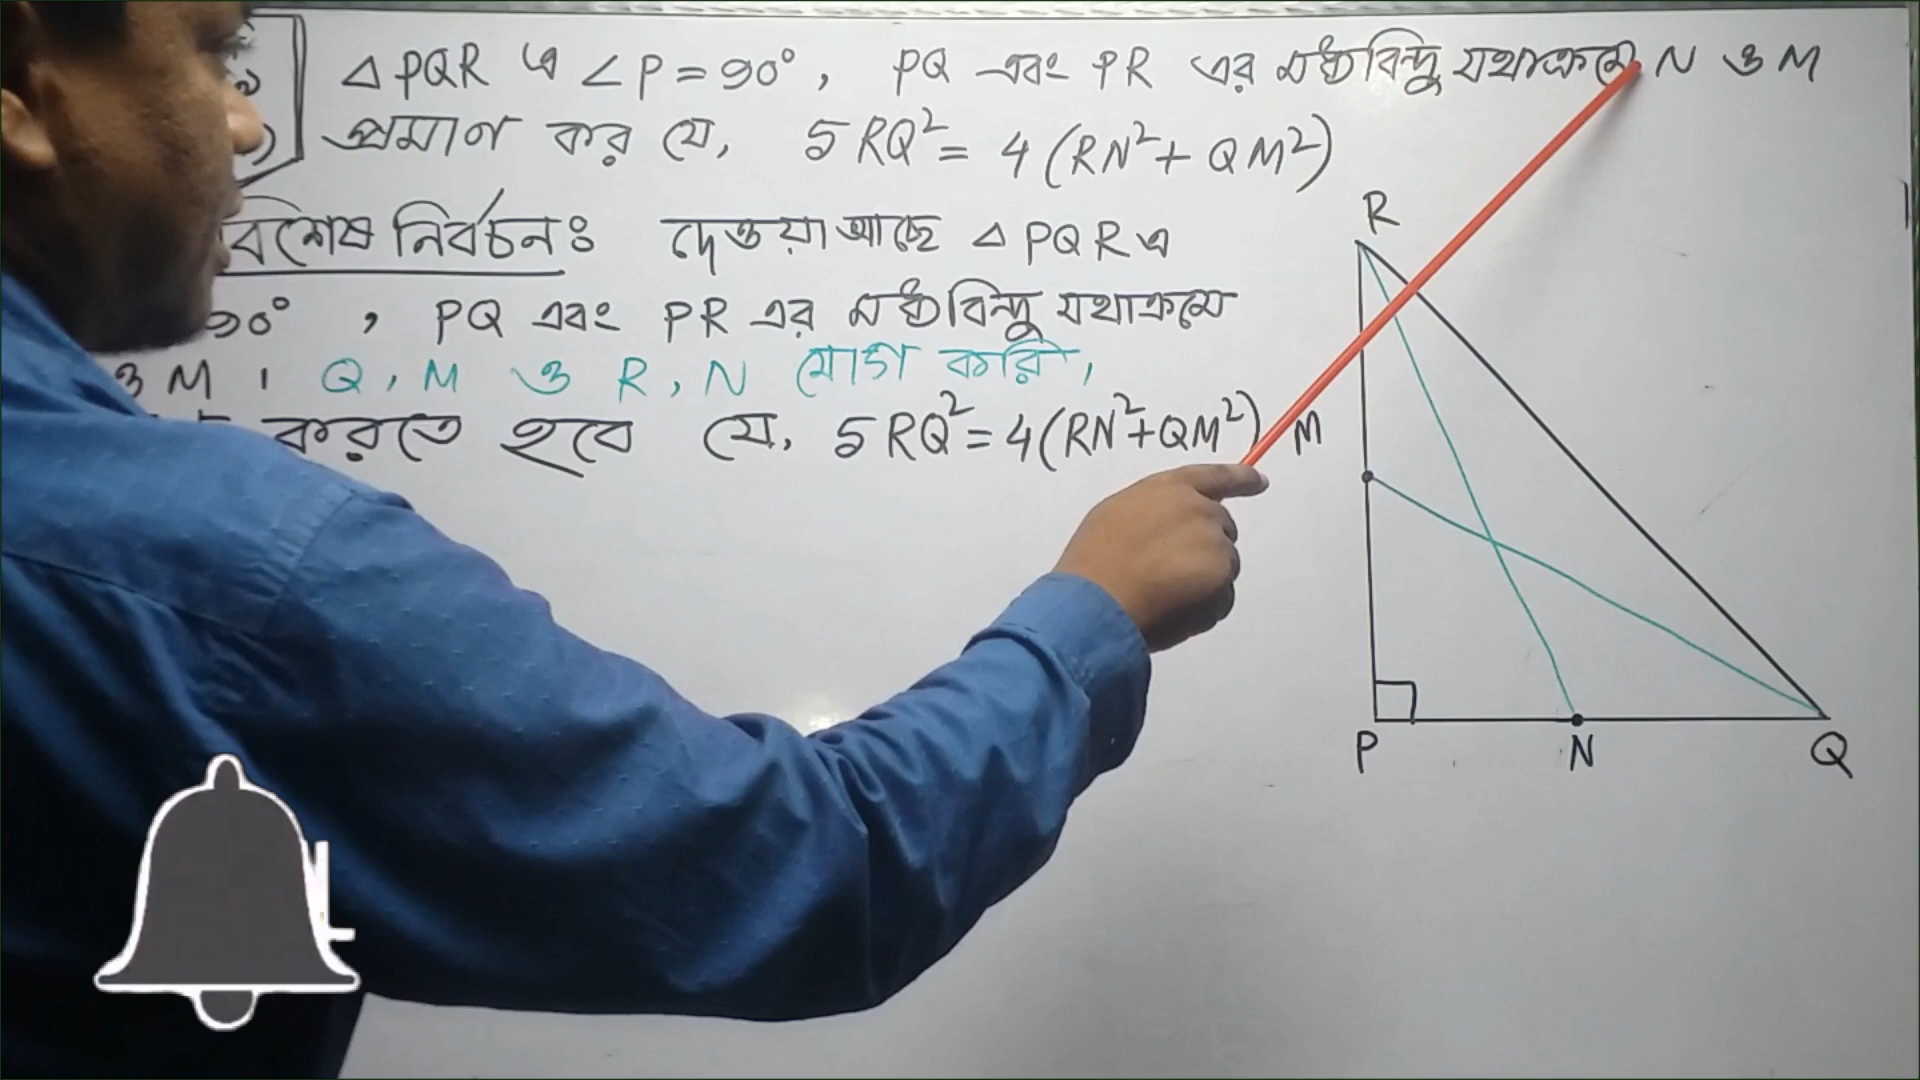 △PQR এ ∠P = 90°, PQ এবং PR এর মধ্যবিন্দু যথাক্রমে N ও M
প্রমাণ কর যে, 5RQ² = 4(RN² + QM²)
বিশেষ নির্বচনঃ দেওয়া আছে △PQR এ
90°, PQ এবং PR এর মধ্যবিন্দু যথাক্রমে
ও M । Q, M ও R, N যোগ করি,
করতে হবে যে, 5RQ² = 4(RN² + QM²)
R
M
P N Q